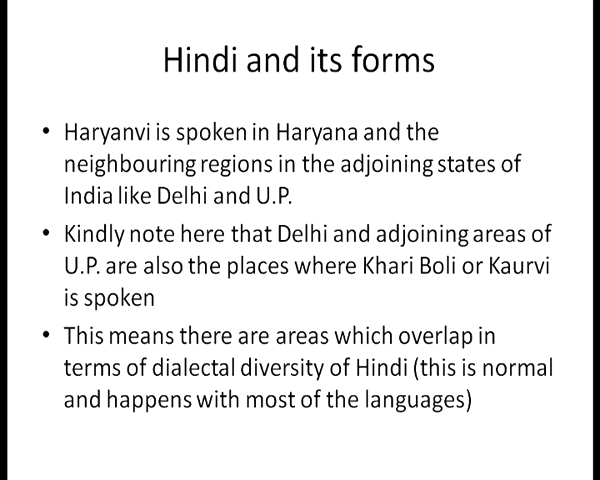 Hindi and its forms
• Haryanvi is spoken in Haryana and the
neighbouring regions in the adjoining states of
India like Delhi and U.P.
• Kindly note here that Delhi and adjoining areas of
U.P. are also the places where Khari Boli or Kaurvi
is spoken
• This means there are areas which overlap in
terms of dialectal diversity of Hindi (this is normal
and happens with most of the languages)